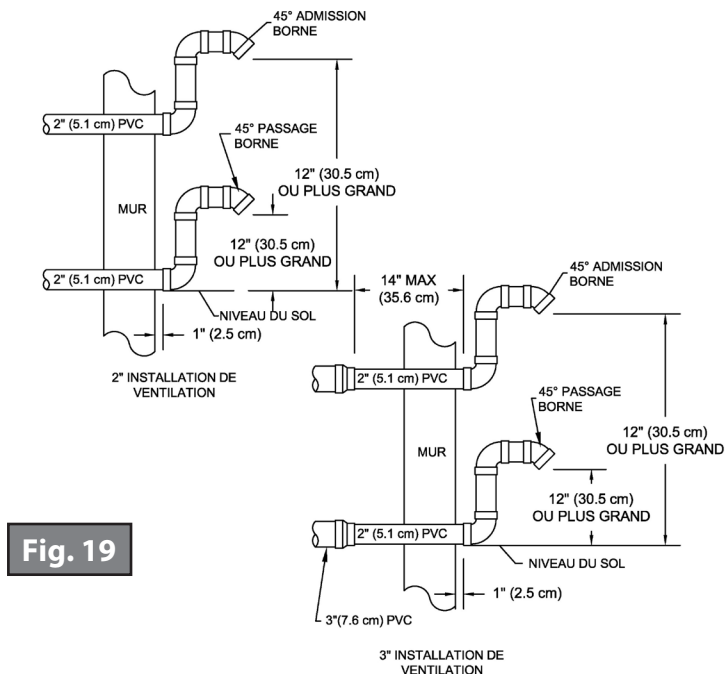 45° ADMISSION
BORNE
2" (5.1 cm) PVC
45° PASSAGE
BORNE
12" (30.5 cm)
OU PLUS GRAND
MUR
12" (30.5 cm)
OU PLUS GRAND
2" (5.1 cm) PVC
NIVEAU DU SOL
1" (2.5 cm)
2" INSTALLATION DE
VENTILATION
14" MAX
(35.6 cm)
45° ADMISSION
BORNE
2" (5.1 cm) PVC
45° PASSAGE
BORNE
12" (30.5 cm)
OU PLUS GRAND
MUR
12" (30.5 cm)
OU PLUS GRAND
2" (5.1 cm) PVC
NIVEAU DU SOL
1" (2.5 cm)
3"(7.6 cm) PVC
3" INSTALLATION DE
VENTILATION
Fig. 19